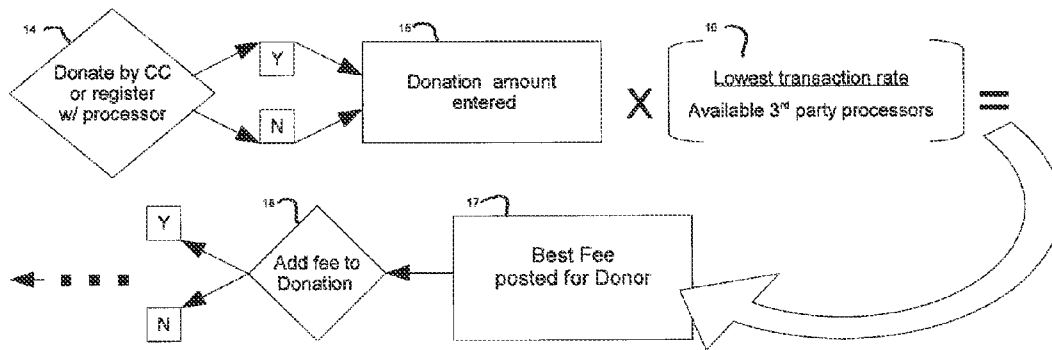 14
Donate by CC
or register
w/ processor
Y
N
15
Donation amount
entered
X
16
Lowest transaction rate
Available 3rd party processors
=
17
Best Fee
posted for Donor
18
Add fee to
Donation
Y
N